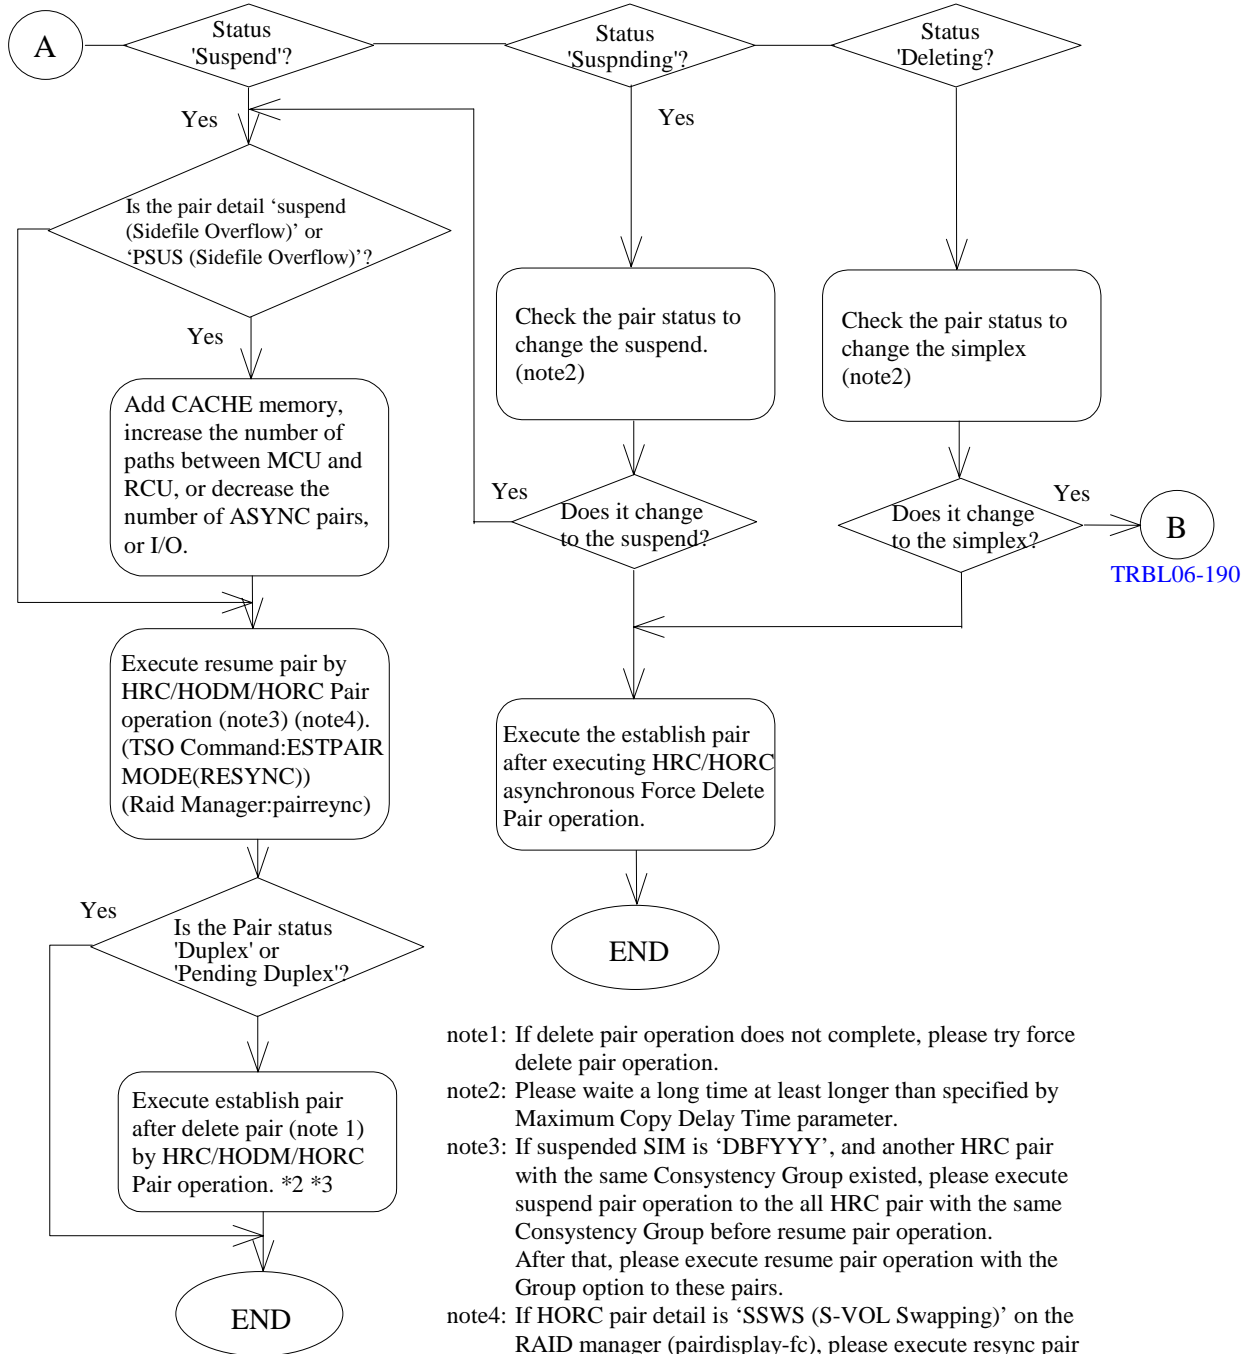 A
Status
'Suspend'?
Status
'Suspnding'?
Status
'Deleting?
Yes
Yes
Is the pair detail ‘suspend
(Sidefile Overflow)’ or
‘PSUS (Sidefile Overflow)’?
Yes
Add CACHE memory,
increase the number of
paths between MCU and
RCU, or decrease the
number of ASYNC pairs,
or I/O.
Check the pair status to
change the suspend.
(note2)
Check the pair status to
change the simplex
(note2)
Yes
Does it change
to the suspend?
Does it change
to the simplex?
Yes
B
TRBL06-190
Execute resume pair by
HRC/HODM/HORC Pair
operation (note3) (note4).
(TSO Command:ESTPAIR
MODE(RESYNC))
(Raid Manager:pairreync)
Execute the establish pair
after executing HRC/HORC
asynchronous Force Delete
Pair operation.
END
Yes
Is the Pair status
'Duplex' or
'Pending Duplex'?
Execute establish pair
after delete pair (note 1)
by HRC/HODM/HORC
Pair operation. *2 *3
END
note1: If delete pair operation does not complete, please try force
delete pair operation.
note2: Please waite a long time at least longer than specified by
Maximum Copy Delay Time parameter.
note3: If suspended SIM is ‘DBFYYY’, and another HRC pair
with the same Consystency Group existed, please execute
suspend pair operation to the all HRC pair with the same
Consystency Group before resume pair operation.
After that, please execute resume pair operation with the
Group option to these pairs.
note4: If HORC pair detail is ‘SSWS (S-VOL Swapping)’ on the
RAID manager (pairdisplay-fc), please execute resync pair